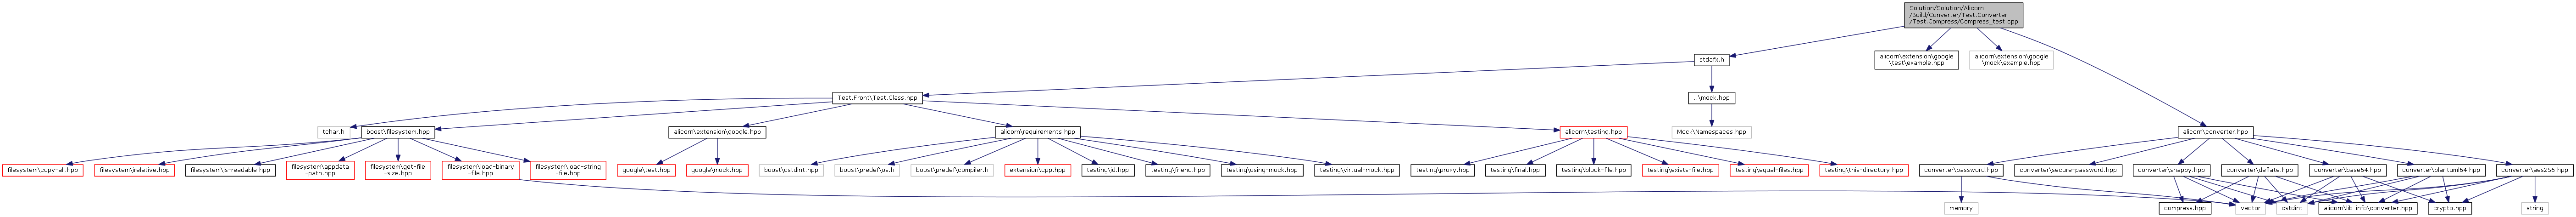 Solution/Solution/Alicorn
/Build/Converter/Test.Converter
/Test.Compress/Compress_test.cpp
stdafx.h
alicorn\extension\google
\test\example.hpp
alicorn\extension\google
\mock\example.hpp
Test.Front\Test.Class.hpp
..\mock.hpp
tchar.h
boost\filesystem.hpp
alicorn\extension\google.hpp
alicorn\requirements.hpp
alicorn\testing.hpp
Mock\Namespaces.hpp
alicorn\converter.hpp
filesystem\copy-all.hpp
filesystem\relative.hpp
filesystem\is-readable.hpp
filesystem\appdata
-path.hpp
filesystem\get-file
-size.hpp
filesystem\load-binary
-file.hpp
filesystem\load-string
-file.hpp
google\test.hpp
google\mock.hpp
boost\cstdint.hpp
boost\predef\os.h
boost\predef\compiler.h
extension\cpp.hpp
testing\id.hpp
testing\friend.hpp
testing\using-mock.hpp
testing\virtual-mock.hpp
testing\proxy.hpp
testing\final.hpp
testing\block-file.hpp
testing\exists-file.hpp
testing\equal-files.hpp
testing\this-directory.hpp
converter\password.hpp
converter\secure-password.hpp
converter\snappy.hpp
converter\deflate.hpp
converter\base64.hpp
converter\plantuml64.hpp
converter\aes256.hpp
memory
compress.hpp
vector
cstdint
alicorn\lib-info\converter.hpp
crypto.hpp
string